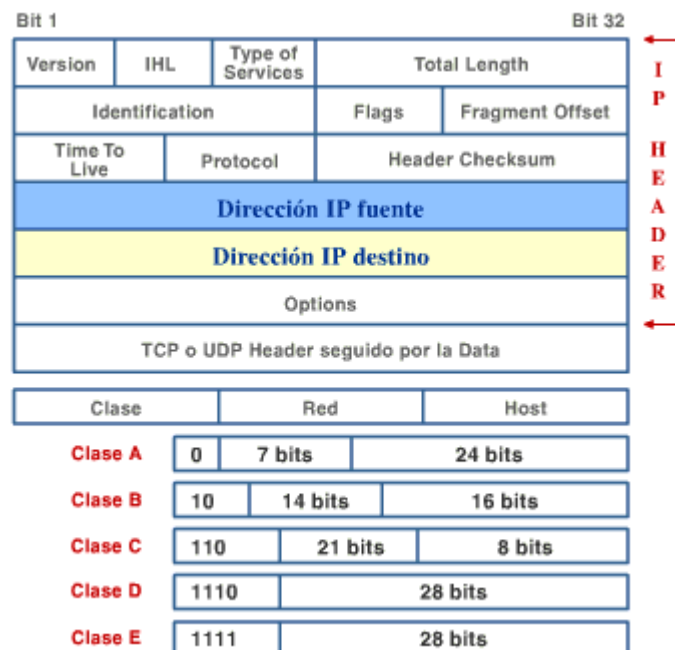 Bit 1 Bit 32
Version IHL Type of Services Total Length
Identification Flags Fragment Offset
Time To Live Protocol Header Checksum
Dirección IP fuente
Dirección IP destino
Options
TCP o UDP Header seguido por la Data
IP HEADER
Clase Red Host
Clase A 0 7 bits 24 bits
Clase B 10 14 bits 16 bits
Clase C 110 21 bits 8 bits
Clase D 1110 28 bits
Clase E 1111 28 bits